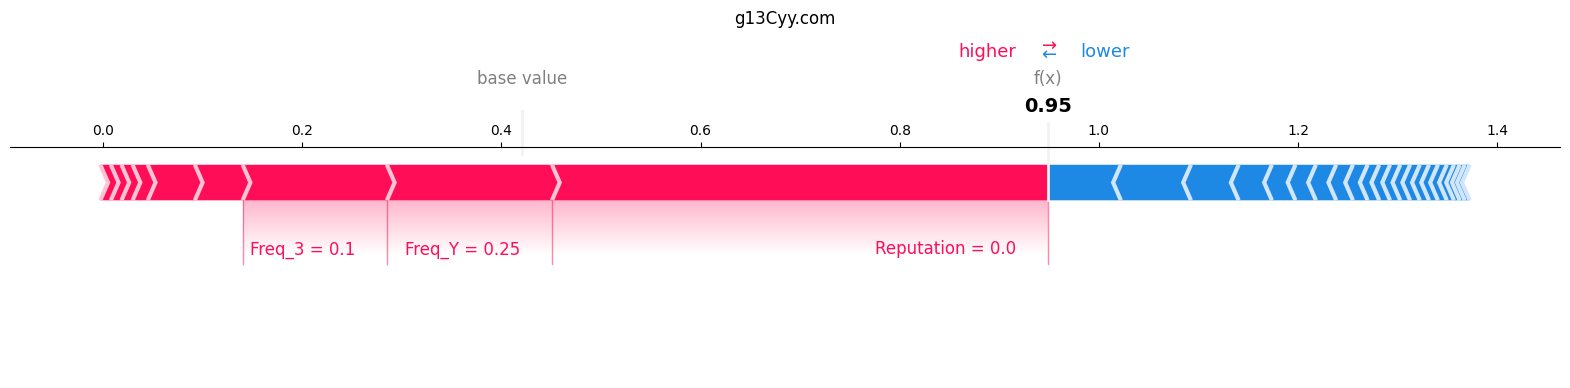 g13Cyy.com
higher ⇄ lower
base value f(x)
0.95
0.0 0.2 0.4 0.6 0.8 1.0 1.2 1.4
Freq_3 = 0.1 Freq_Y = 0.25 Reputation = 0.0